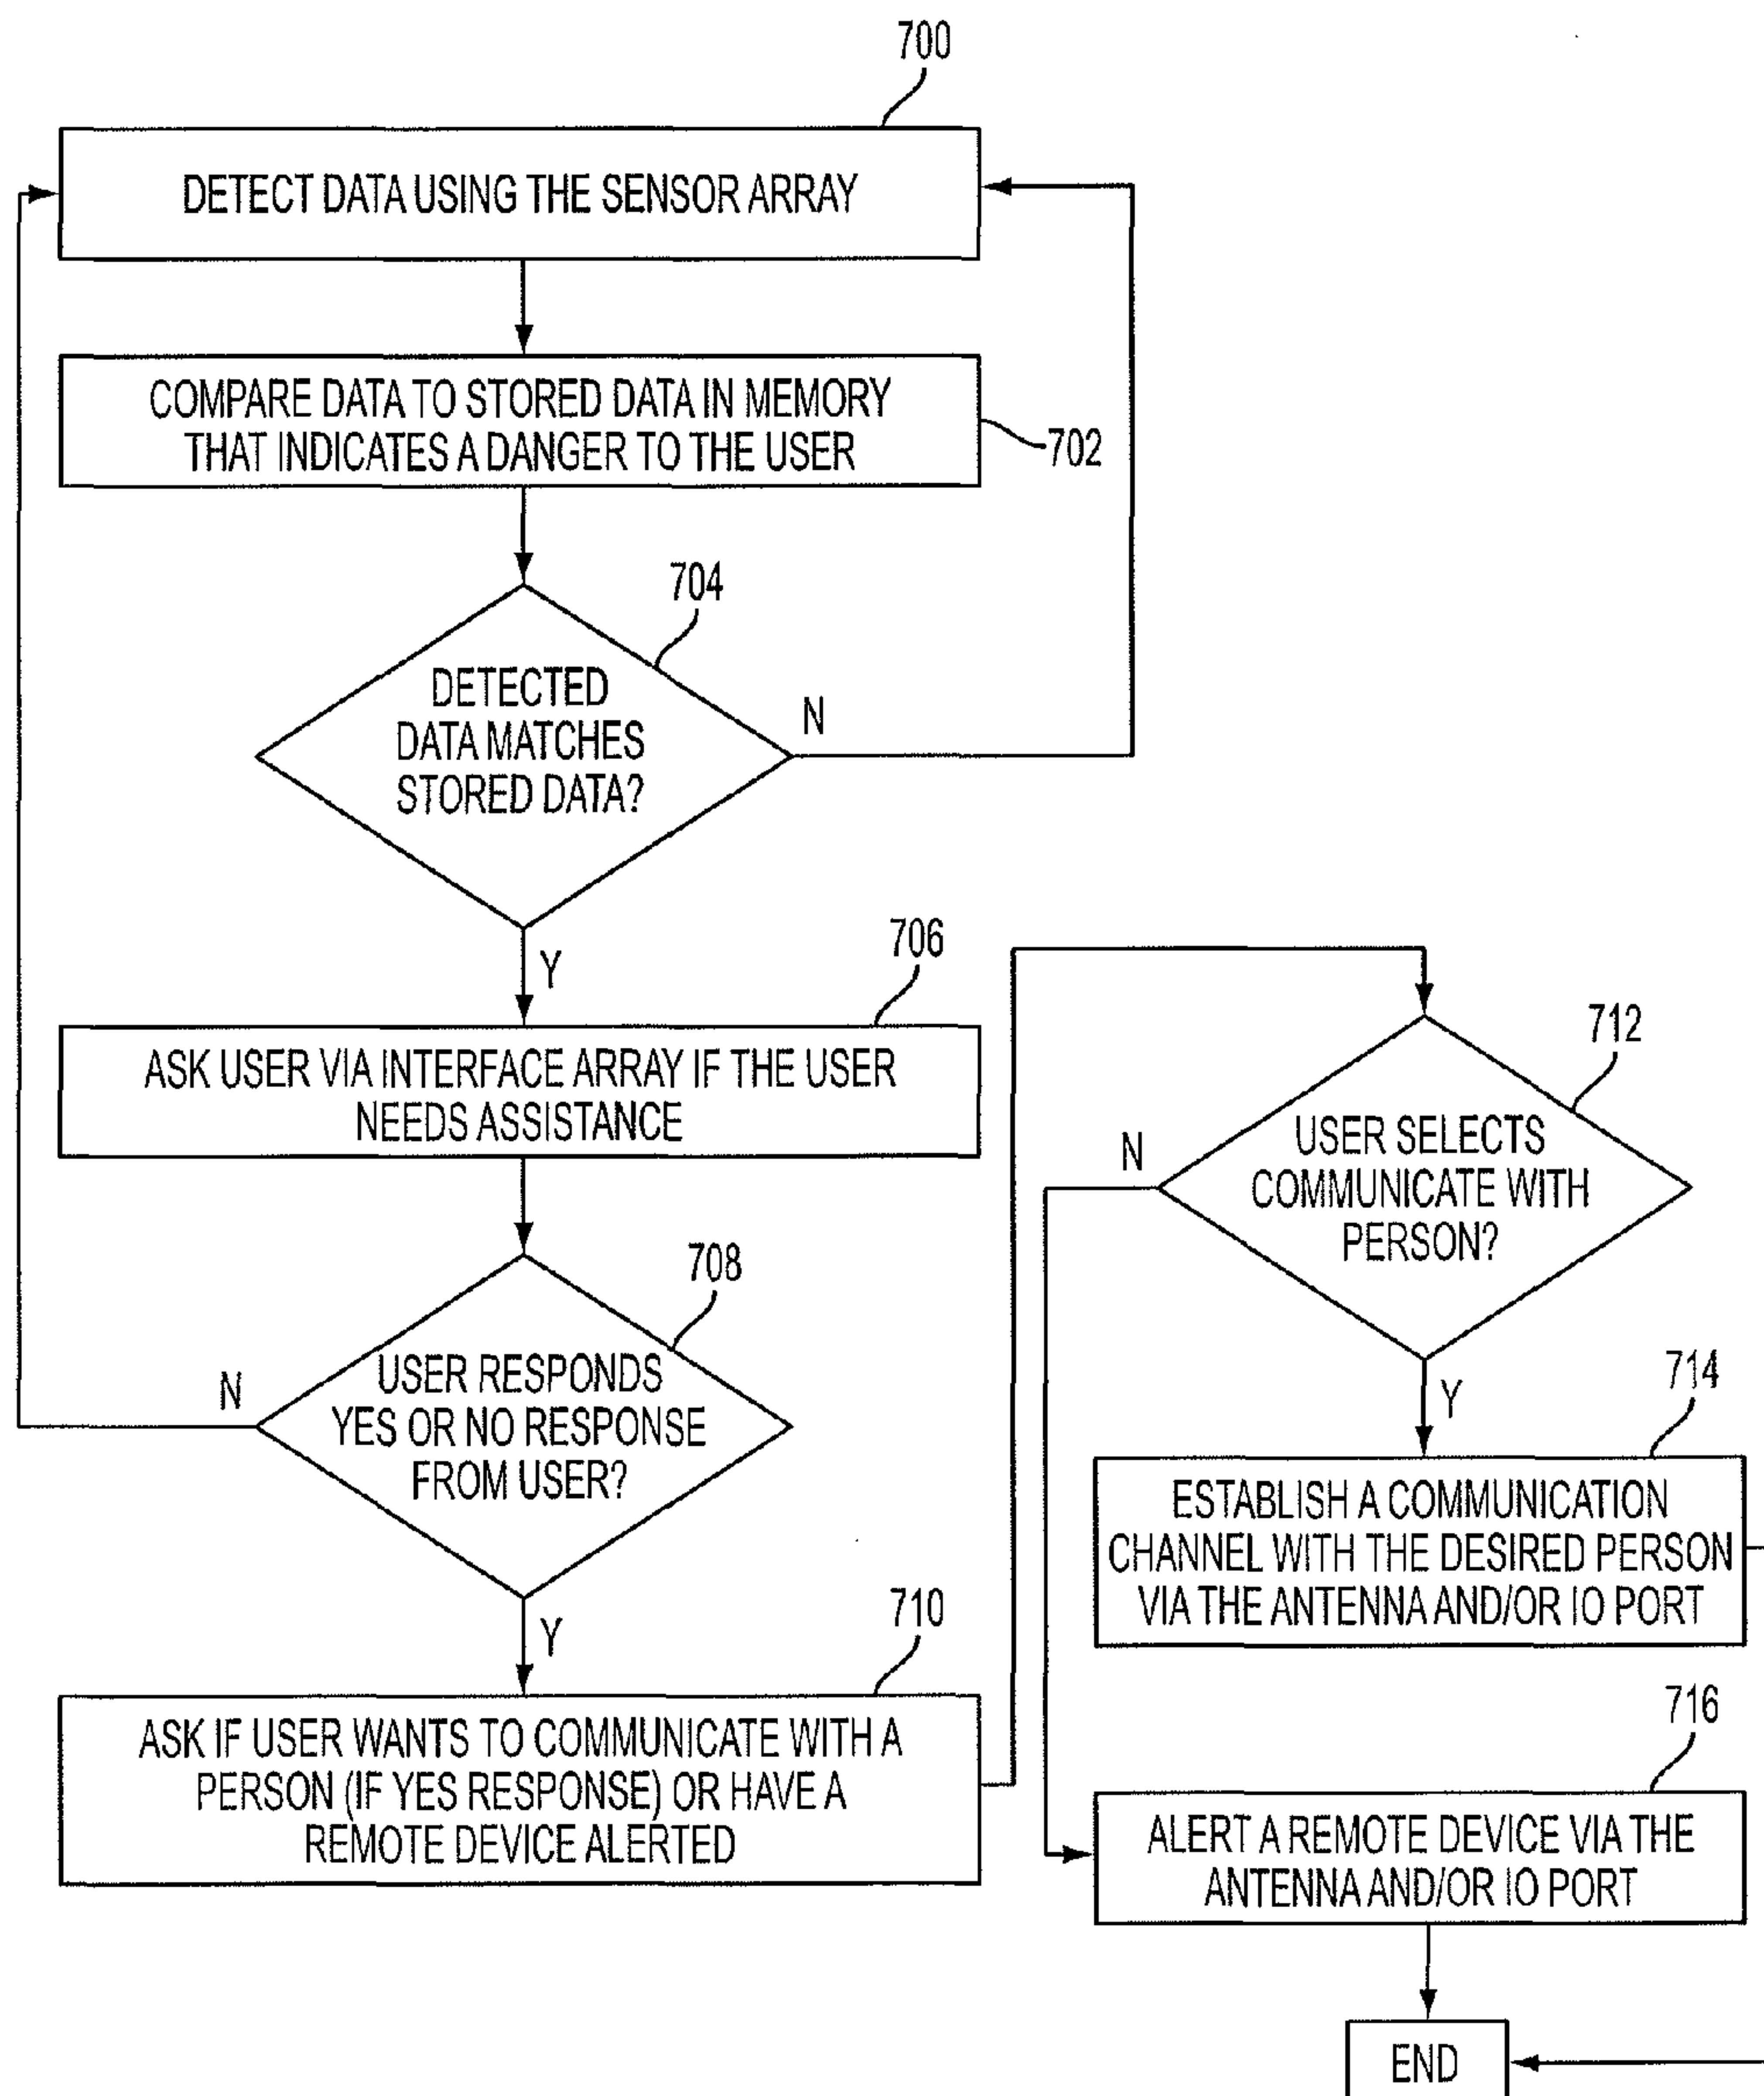 700
DETECT DATA USING THE SENSOR ARRAY
COMPARE DATA TO STORED DATA IN MEMORY
THAT INDICATES A DANGER TO THE USER
702
704
DETECTED
DATA MATCHES
STORED DATA?
N
Y
706
ASK USER VIA INTERFACE ARRAY IF THE USER
NEEDS ASSISTANCE
708
USER RESPONDS
YES OR NO RESPONSE
FROM USER?
N
Y
710
ASK IF USER WANTS TO COMMUNICATE WITH A
PERSON (IF YES RESPONSE) OR HAVE A
REMOTE DEVICE ALERTED
712
USER SELECTS
COMMUNICATE WITH
PERSON?
N
Y
714
ESTABLISH A COMMUNICATION
CHANNEL WITH THE DESIRED PERSON
VIA THE ANTENNA AND/OR IO PORT
716
ALERT A REMOTE DEVICE VIA THE
ANTENNA AND/OR IO PORT
END